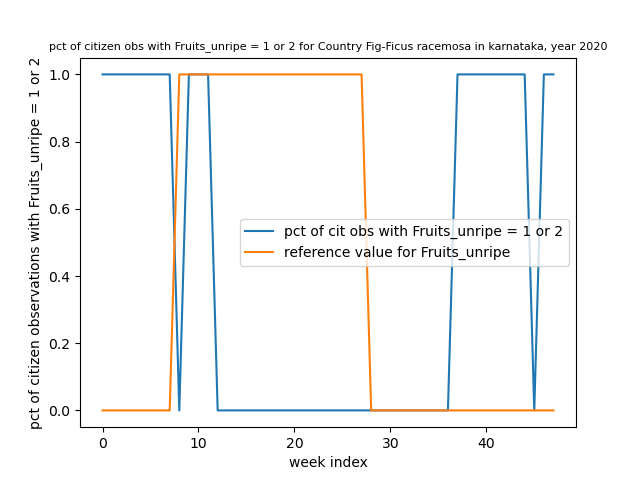 pct of citizen obs with Fruits_unripe = 1 or 2 for Country Fig-Ficus racemosa in karnataka, year 2020
pct of citizen observations with Fruits_unripe = 1 or 2
1.0
0.8
0.6
0.4
0.2
0.0
pct of cit obs with Fruits_unripe = 1 or 2
reference value for Fruits_unripe
0
10
20
30
40
week index